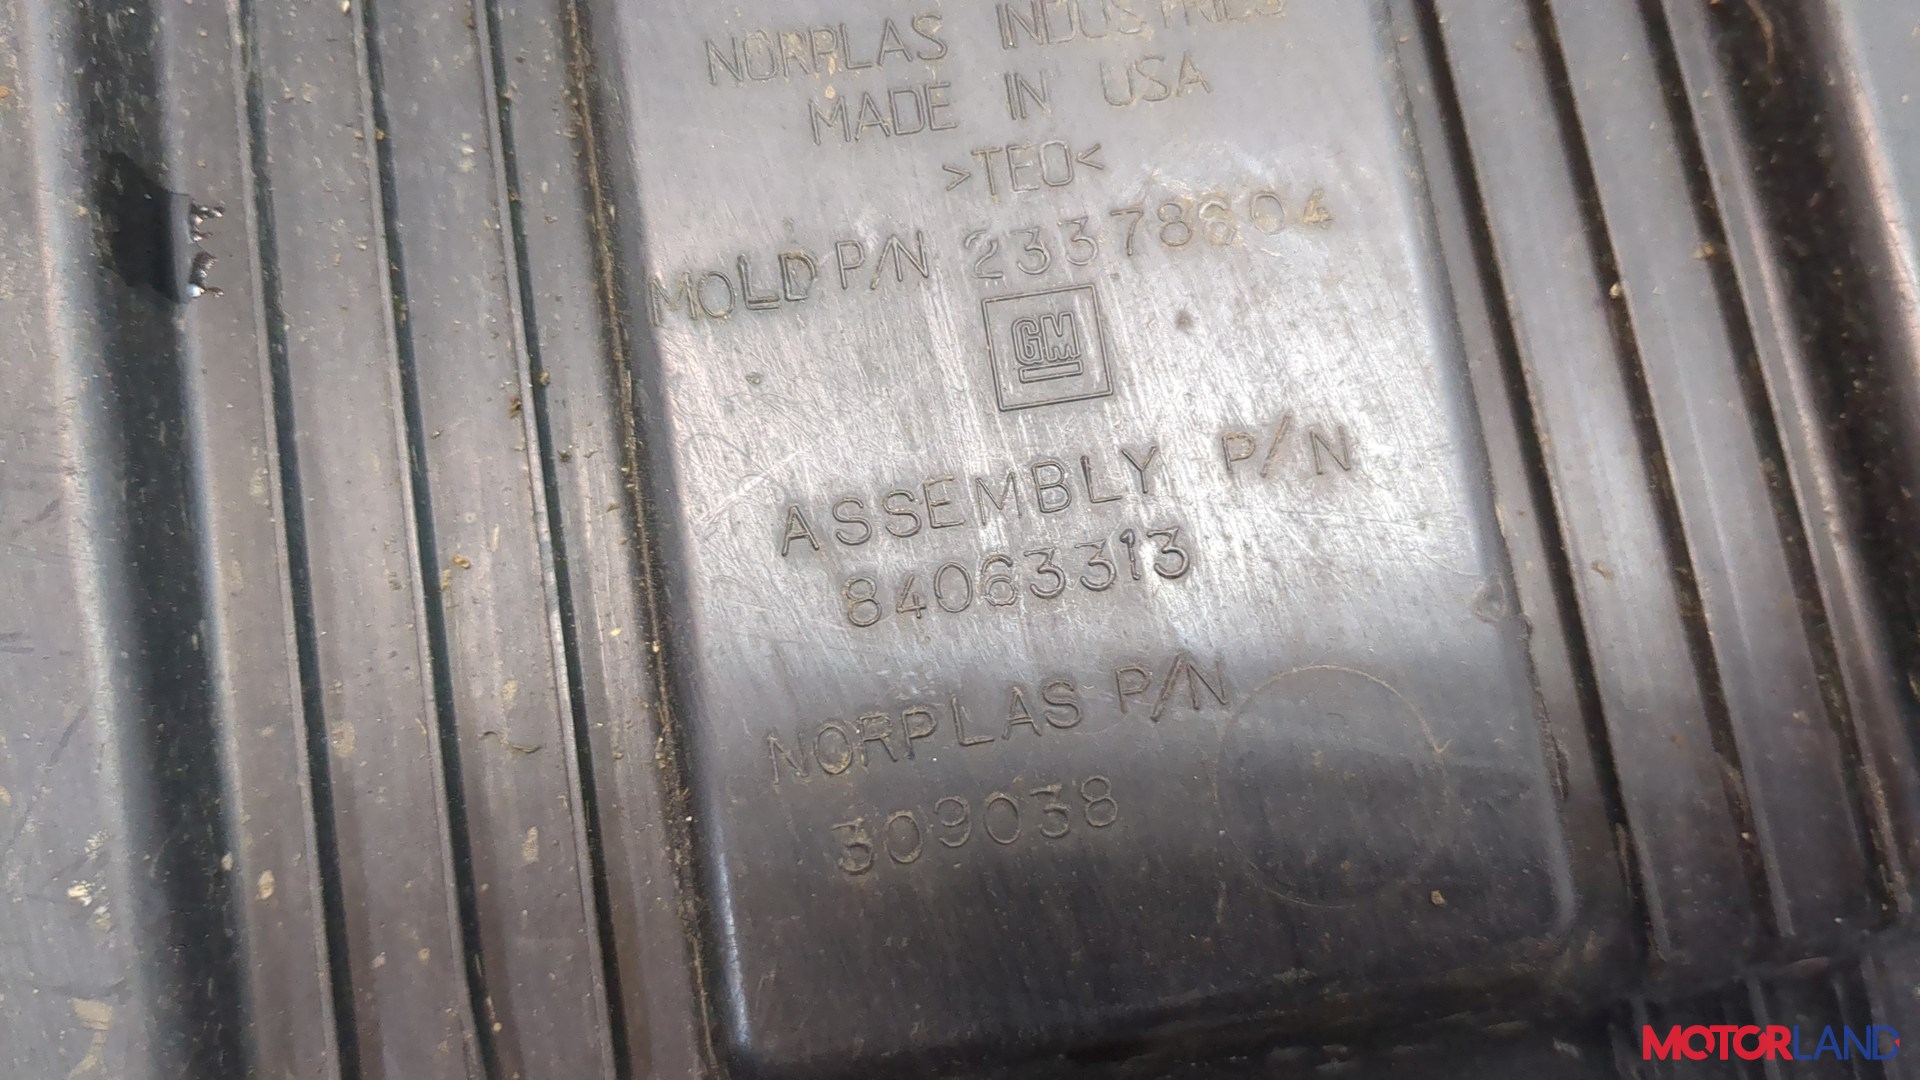 NORPLAS INDUSTRIES
MADE IN USA
>TEO<
MOLD P/N 23378604
GM
ASSEMBLY P/N
84063313
NORPLAS P/N
309038
MOTORLAND